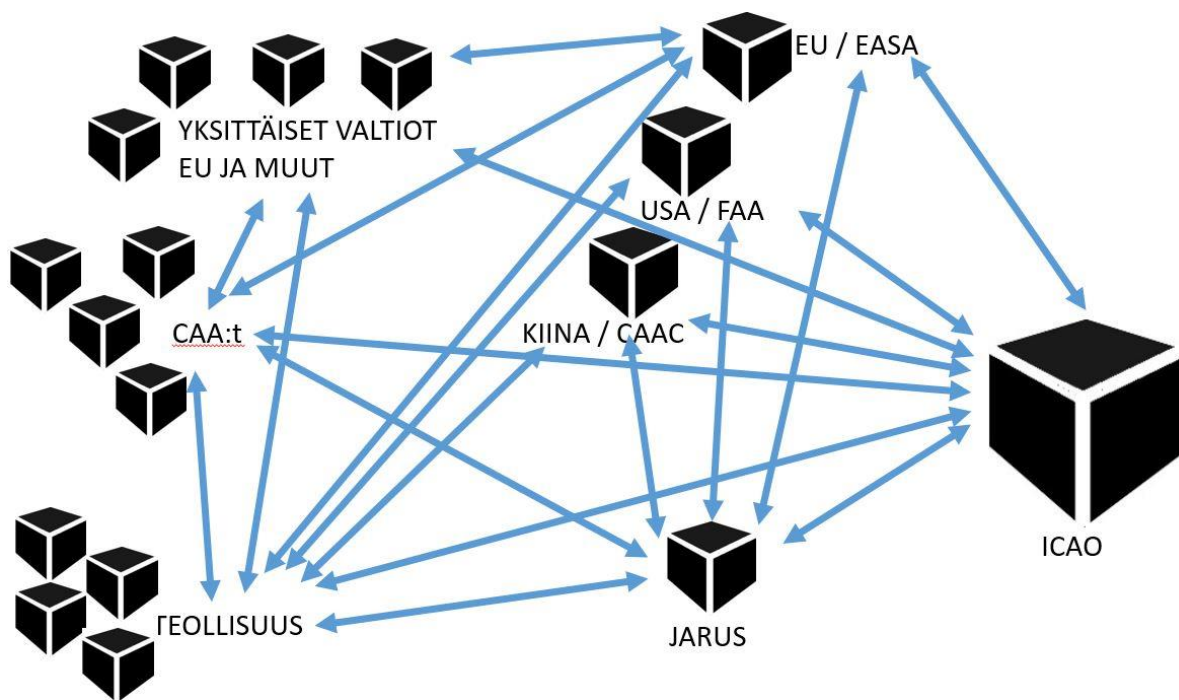 EU / EASA
YKSITTÄISET VALTIOT
EU JA MUUT
USA / FAA
CAA:t
KIINA / CAAC
ICAO
TEOLLISUUS
JARUS